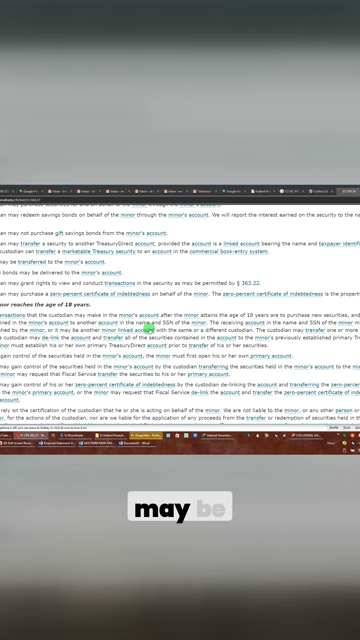 an may redeem savings bonds on behalf of the minor through the minor's account. We will report the interest earned on the security to the na
an may not purchase gift savings bonds for the minor.
an may transfer a security to another TreasuryDirect account, provided the account is a linked account bearing the name and taxpayer identifi
custodian can transfer a marketable Treasury security to an account in the commercial book-entry system.
may be transferred to the minor's account.
s bonds may be delivered to the minor's account.
an may grant rights to view and conduct transactions in the security as may be permitted by § 363.22.
an may purchase a zero-percent certificate of indebtedness on behalf of the minor. The zero-percent certificate of indebtedness is the propert
nor reaches the age of 18 years.
ansactions that the custodian may make in the minor's account after the minor attains the age of 18 years are to purchase new securities, and
ined in the minor's account to another account in the name and SSN of the minor. The receiving account in the name and SSN of the minor m
shed by the minor, or it may be another minor linked account with the same or a different custodian. The custodian may transfer one or more
e custodian may de-link the account and transfer all of the securities contained in the account to the minor's previously established primary Tre
inor must establish his or her own primary TreasuryDirect account prior to transfer of his or her securities.
gain control of the securities held in the minor's account, the minor must first open his or her own primary account.
may gain control of the securities held in the minor's account by the custodian transferring the securities held in the minor's account to the mi
minor may request that Fiscal Service transfer the securities to his or her primary account.
may gain control of his or her zero-percent certificate of indebtedness by the custodian de-linking the account and transferring the zero-percent c
the minor's primary account, or the minor may request that Fiscal Service de-link the account and transfer the zero-percent certificate of indebt
account.
rely on the certification of the custodian that he or she is acting on behalf of the minor. We are not liable to the minor, or any other person or
, for the actions of the custodian, nor are we liable for the application of any proceeds from the transfer or redemption of securities held in th
may be